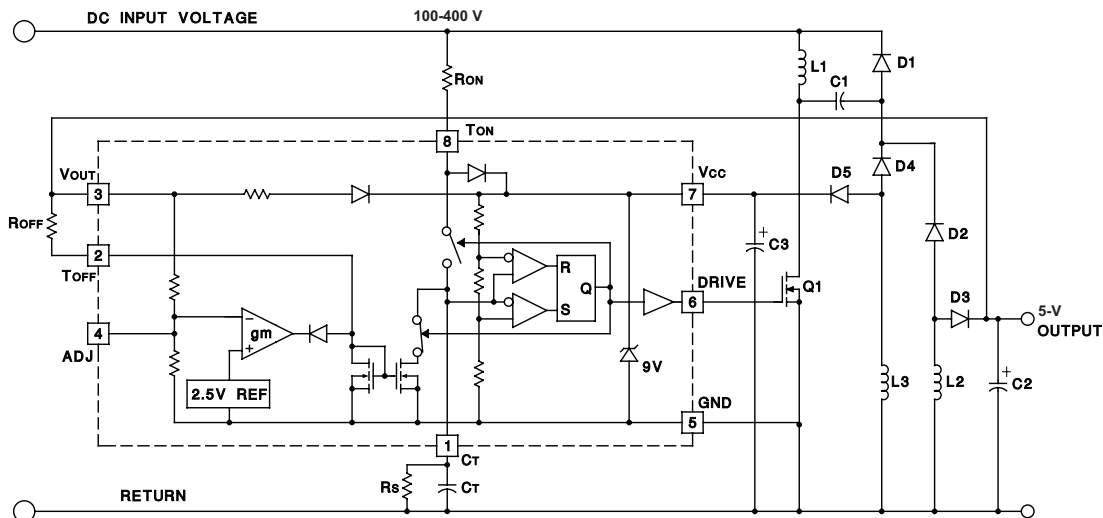 DC INPUT VOLTAGE
100-400 V
RON
L1
D1
C1
TON
8
VOUT
3
VCC
7
D5
D4
ROFF
2
TOFF
C3
D2
R
Q
S
DRIVE
6
Q1
D3
5-V
OUTPUT
4
ADJ
−
gm
+
9V
2.5V REF
L3
L2
+
C2
GND
5
1
CT
RS
CT
RETURN
+